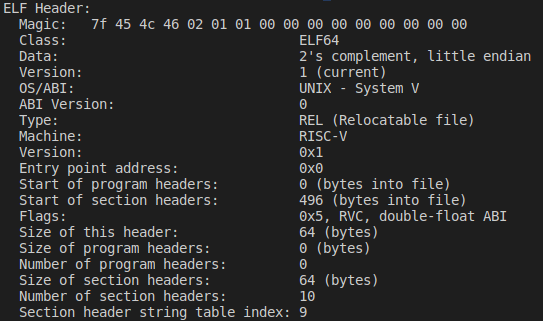 ELF Header:
  Magic:   7f 45 4c 46 02 01 01 00 00 00 00 00 00 00 00 00
  Class:                             ELF64
  Data:                              2's complement, little endian
  Version:                           1 (current)
  OS/ABI:                            UNIX - System V
  ABI Version:                       0
  Type:                              REL (Relocatable file)
  Machine:                           RISC-V
  Version:                           0x1
  Entry point address:               0x0
  Start of program headers:          0 (bytes into file)
  Start of section headers:          496 (bytes into file)
  Flags:                             0x5, RVC, double-float ABI
  Size of this header:               64 (bytes)
  Size of program headers:           0 (bytes)
  Number of program headers:         0
  Size of section headers:           64 (bytes)
  Number of section headers:         10
  Section header string table index: 9